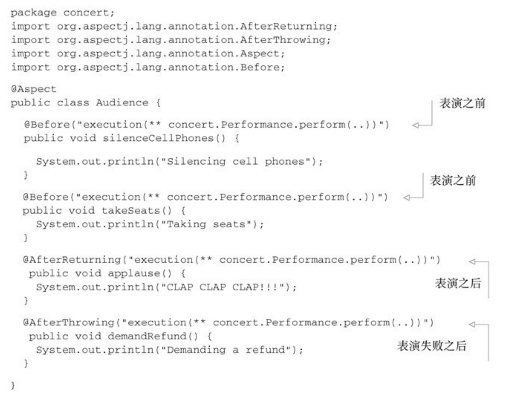 package concert;
import org.aspectj.lang.annotation.AfterReturning;
import org.aspectj.lang.annotation.AfterThrowing;
import org.aspectj.lang.annotation.Aspect;
import org.aspectj.lang.annotation.Before;
@Aspect
public class Audience {
表演之前
@Before("execution(** concert.Performance.perform(..))")
public void silenceCellPhones() {
System.out.println("Silencing cell phones");
}
表演之前
@Before("execution(** concert.Performance.perform(..))")
public void takeSeats() {
System.out.println("Taking seats");
}
@AfterReturning("execution(** concert.Performance.perform(..))")
public void applause() {
表演之后
System.out.println("CLAP CLAP CLAP!!!");
}
@AfterThrowing("execution(** concert.Performance.perform(..))")
public void demandRefund() {
表演失败之后
System.out.println("Demanding a refund");
}
}